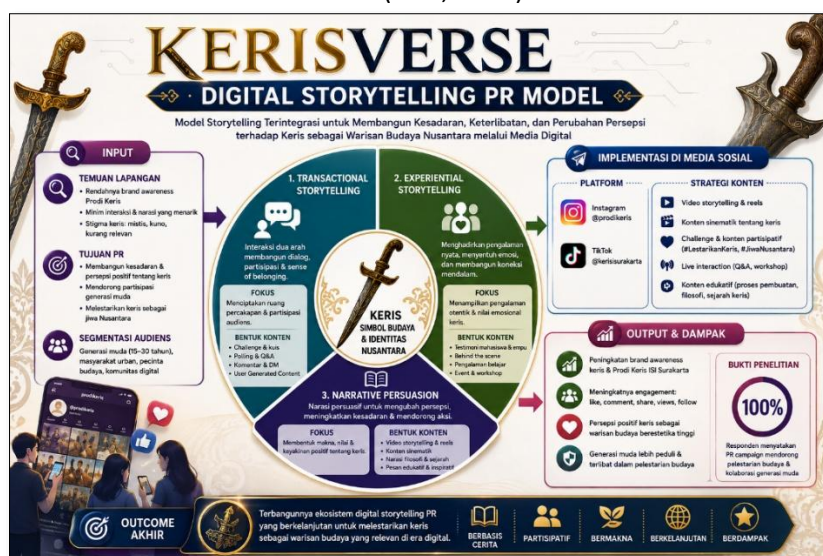 KERISVERSE
DIGITAL STORYTELLING PR MODEL
Model Storytelling Terintegrasi untuk Membangun Kesadaran, Keterlibatan, dan Perubahan Persepsi
terhadap Keris sebagai Warisan Budaya Nusantara melalui Media Digital
INPUT
TEMUAN LAPANGAN
• Rendahnya brand awareness
Prodi Keris
• Minim interaksi & narasi yang menarik
• Stigma keris: mistis, kuno,
kurang relevan
TUJUAN PR
• Membangun kesadaran &
persepsi positif tentang keris
• Mendorong partisipasi
generasi muda
• Melestarikan keris sebagai
jiwa Nusantara
SEGMENTASI AUDIENS
Generasi muda (15–30 tahun),
masyarakat urban, pecinta
budaya, komunitas digital
prodikeris
@prodikeris
1. TRANSACTIONAL
STORYTELLING
Interaksi dua arah
membangun dialog,
partisipasi & sense
of belonging.
FOKUS
Menciptakan ruang
percakapan & partisipasi
audiens.
BENTUK KONTEN
• Challenge & kuis
• Polling & Q&A
• Komentar & DM
• User Generated Content
2. EXPERIENTIAL
STORYTELLING
Menghadirkan pengalaman
nyata, menyentuh emosi,
dan membangun koneksi
mendalam.
FOKUS
Menampilkan pengalaman
otentik & nilai emosional
keris.
BENTUK KONTEN
• Testimoni mahasiswa & empu
• Behind the scene
• Pengalaman belajar
• Event & workshop
KERIS
SIMBOL BUDAYA
& IDENTITAS
NUSANTARA
3. NARRATIVE PERSUASION
Narasi persuasif untuk mengubah persepsi,
meningkatkan kesadaran & mendorong aksi.
FOKUS
Membentuk makna, nilai &
keyakinan positif tentang keris.
BENTUK KONTEN
• Video storytelling & reels
• Konten sinematik
• Narasi filosofi & sejarah
• Pesan edukatif & inspiratif
IMPLEMENTASI DI MEDIA SOSIAL
PLATFORM
Instagram
@prodikeris
TikTok
@kerisisurakarta
STRATEGI KONTEN
Video storytelling & reels
Konten sinematik tentang keris
Challenge & konten partisipatif
(#LestarikanKeris, #JiwaNusantara)
Live interaction (Q&A, workshop)
Konten edukatif (proses pembuatan,
filosofi, sejarah keris)
OUTPUT & DAMPAK
Peningkatan brand awareness
keris & Prodi Keris ISI Surakarta
Meningkatnya engagement:
like, comment, share, views, follow
Persepsi positif keris sebagai
warisan budaya berestetika tinggi
Generasi muda lebih peduli &
terlibat dalam pelestarian budaya
BUKTI PENELITIAN
100%
Responden menyatakan
PR campaign mendorong
pelestarian budaya &
kolaborasi generasi muda
OUTCOME
AKHIR
Terbangunnya ekosistem digital storytelling PR
yang berkelanjutan untuk melestarikan keris
sebagai warisan budaya yang relevan di era digital.
BERBASIS
CERITA
PARTISIPATIF
BERMAKNA
BERKELANJUTAN
BERDAMPAK